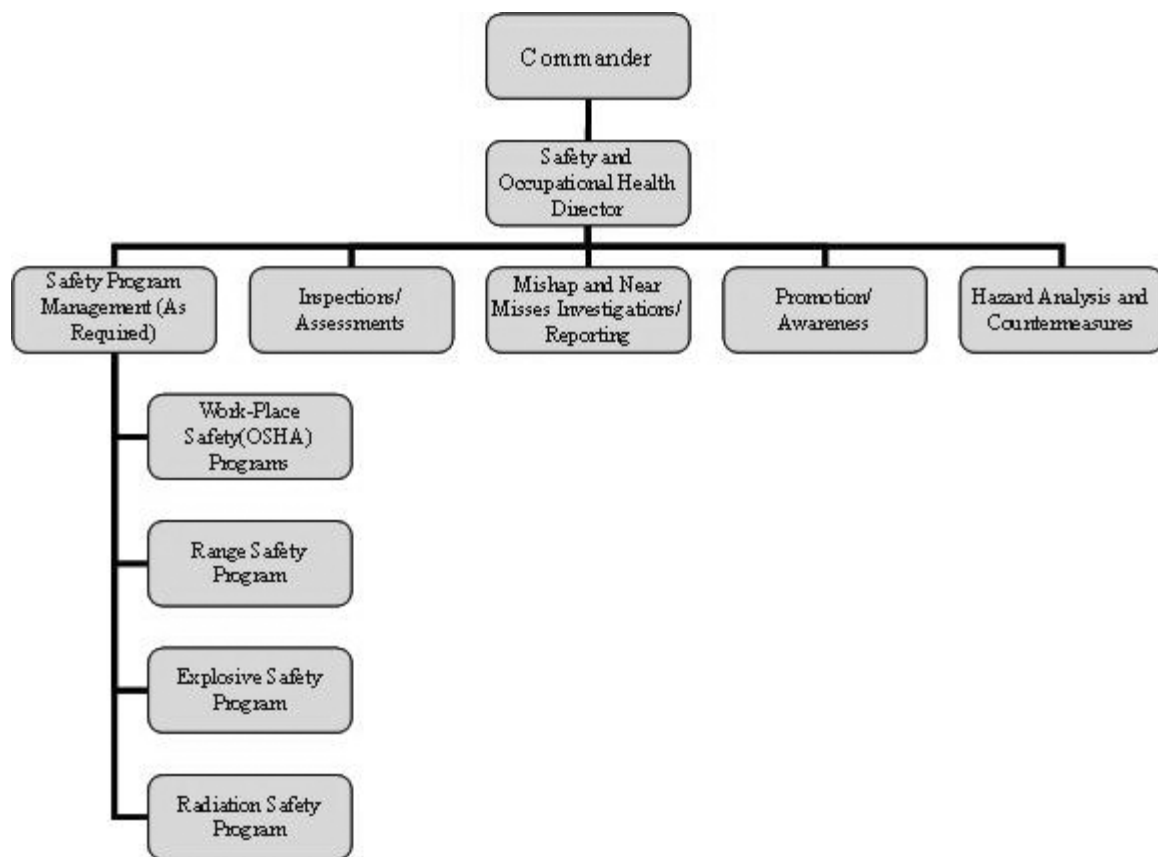 Commander
Safety and
Occupational Health
Director
Safety Program
Management (As
Required)
Inspections/
Assessments
Mishap and Near
Misses Investigations/
Reporting
Promotion/
Awareness
Hazard Analysis and
Countermeasures
Work-Place
Safety(OSHA)
Programs
Range Safety
Program
Explosive Safety
Program
Radiation Safety
Program